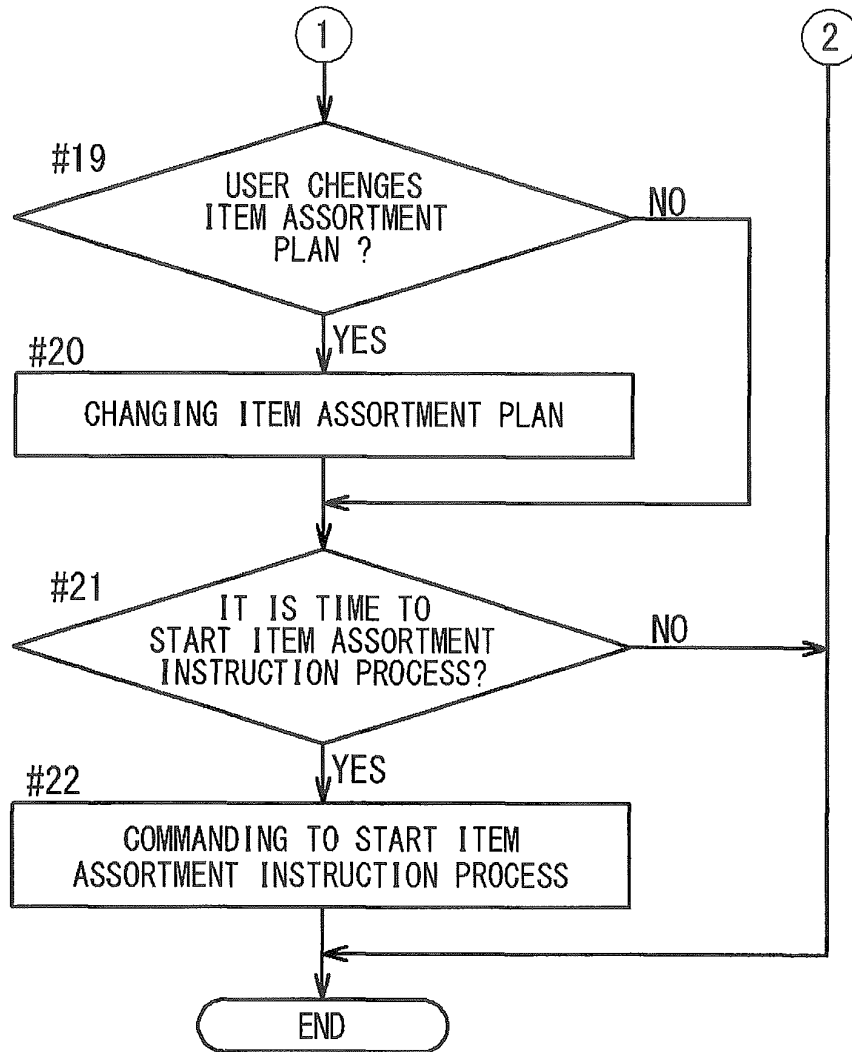 1
2
#19
USER CHENGES
ITEM ASSORTMENT
PLAN ?
NO
YES
#20
CHANGING ITEM ASSORTMENT PLAN
#21
IT IS TIME TO
START ITEM ASSORTMENT
INSTRUCTION PROCESS?
NO
YES
#22
COMMANDING TO START ITEM
ASSORTMENT INSTRUCTION PROCESS
END